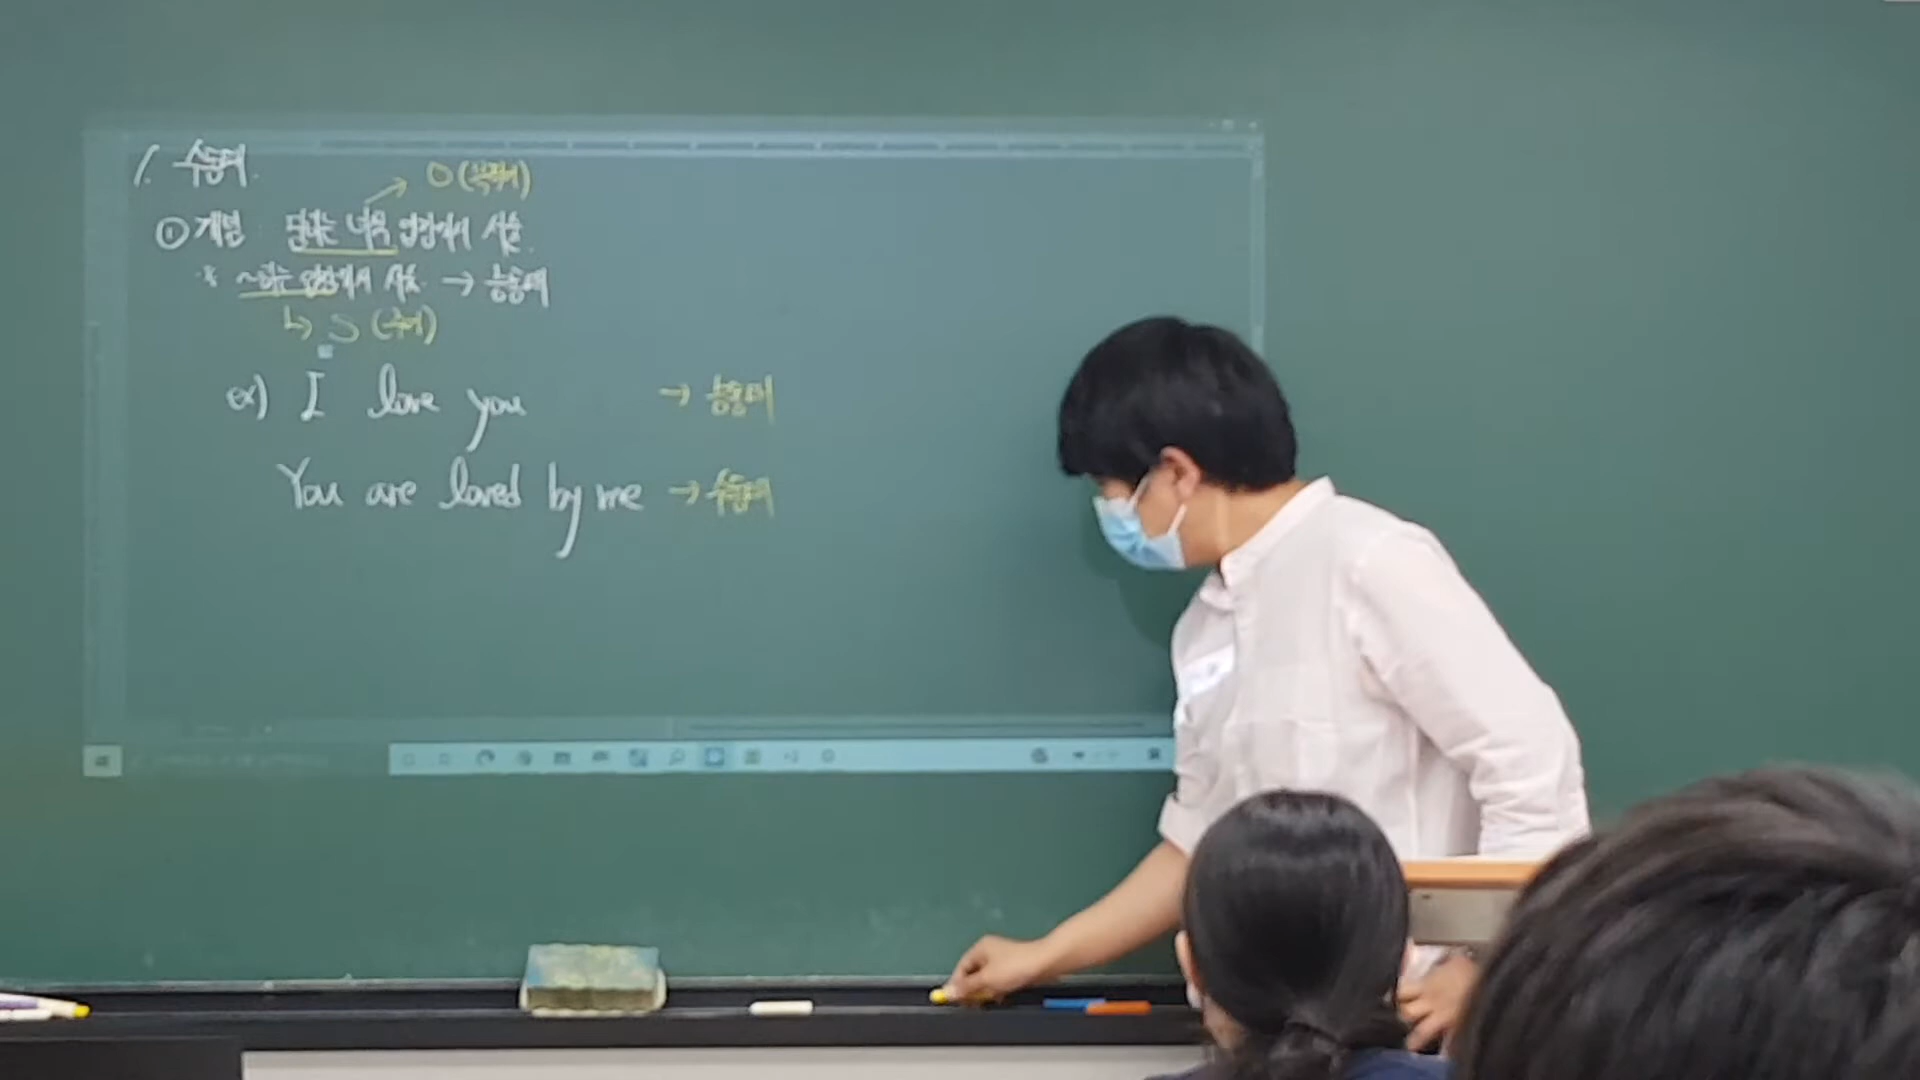 1. 수동태.
O (목적어)
① 개념 : 당하는 대상 입장에서 서술.
* ~하는 입장에서 서술. → 능동태
↳ S (주어)
ex) I love you → 능동태
You are loved by me → 수동태